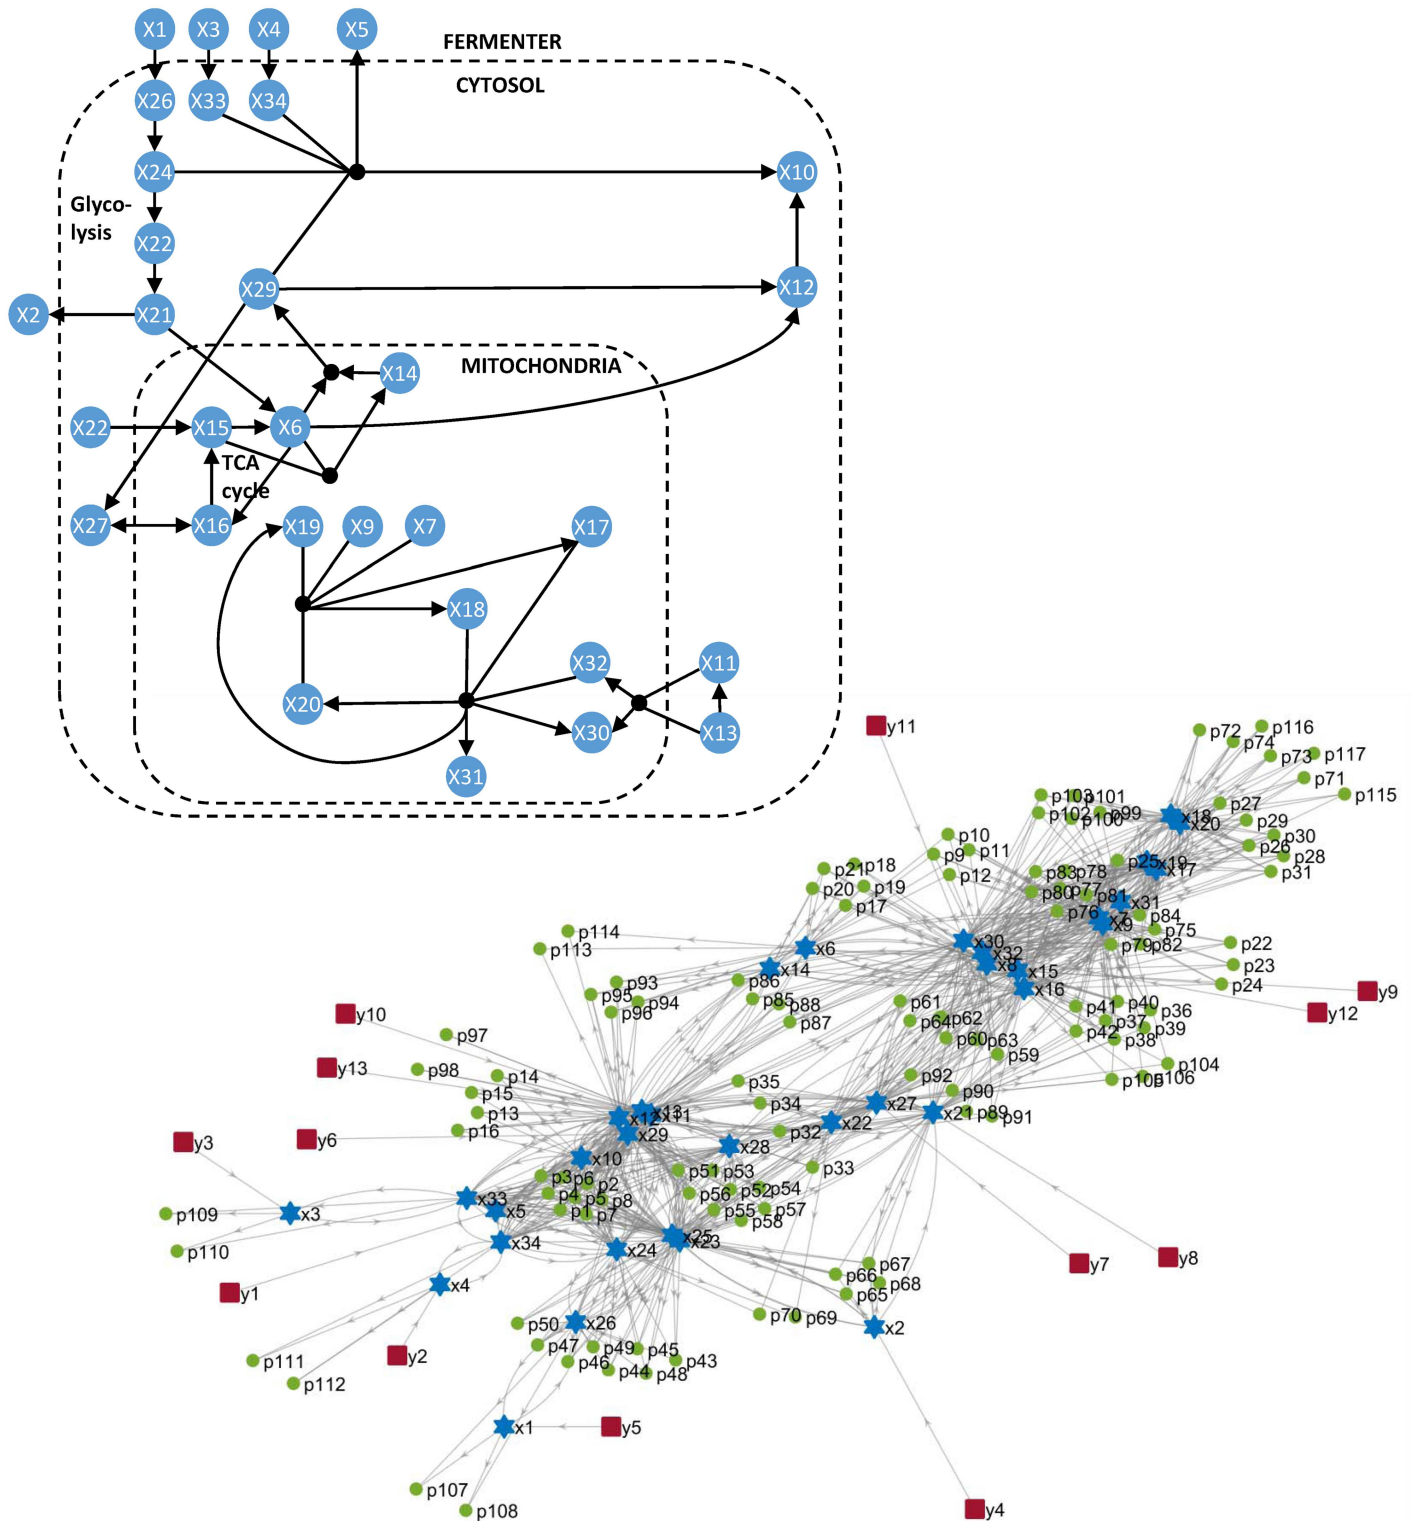 X1 X3 X4 X5
FERMENTER
CYTOSOL
X26 X33 X34
X24 X10
Glyco-
lysis
X22
X29 X12
X2 X21
MITOCHONDRIA
X14
X22 X15 X6
TCA
cycle
X27 X16 X19 X9 X7 X17
X18
X32 X11
X20 X30 X13
X31
y11
p72 p116
p74
p73 p117
p71
p115
p103 p101
p102 p100 p99
p27
x18
x20
p29
p30
p26
p28
p31
p10
p9 p11
p12
p21 p18
p20 p19
p17
p25 x19
x17
p83 p78
p80 p77 p81
p76
x31
x7
x9
p84
p75
p79 p82
p22
p23
p24
p114
p113
x6
x14
x30
x32
x8
x15
x16
y9
y12
p93
p95 p94
p96
p86
p85 p88
p87
p61
p64 p62
p60 p63
p59
p41 p40 p36
p37 p39
p42 p38
p104
p105 p106
y10
p97
y13
p98 p14
p15
p13
p16
p35
p34
p92
p90
p89 p91
x13
x12 x11
x29
x27
x21
x22
p32
x28
p33
y3
y6
x10
p3 p6
p2
p4 p5 p8
p1 p7
p51 p53
p56 p52 p54
p55 p57
p58
x33
x5
x3
p109
p110
x34
x25
x24 x23
x4
y1
p67
p66 p68
p65
y7
y8
p70 p69
x2
p50 x26
p47 p49 p45
p46 p43
p44 p48
y2
p111
p112
x1 y5
p107
p108
y4